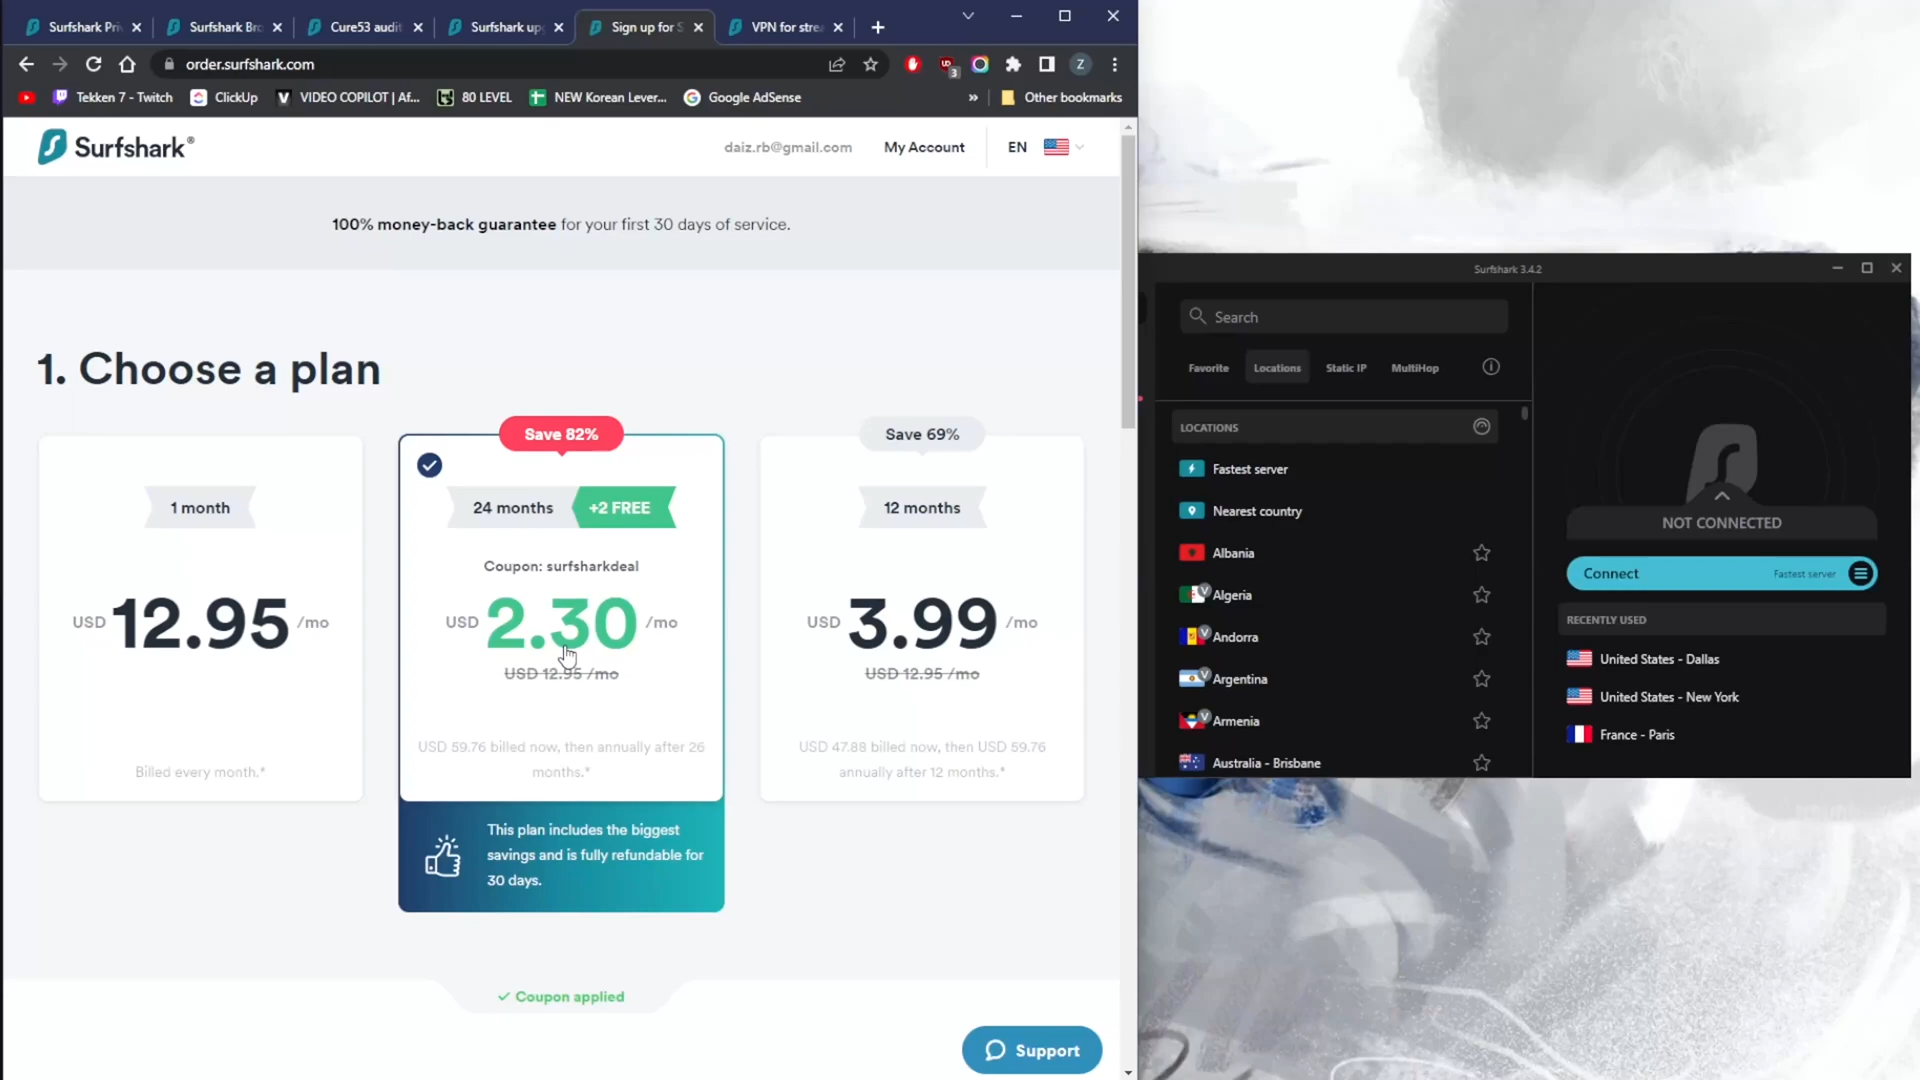 Surfshark Pri
Surfshark Bro
Cure53 audit
Surfshark upg
Sign up for S
VPN for stre
order.surfshark.com
3
Z
Tekken 7 - Twitch
ClickUp
VIDEO COPILOT | Af...
80 LEVEL
NEW Korean Lever...
Google AdSense
»
Other bookmarks
Surfshark®
daiz.rb@gmail.com
My Account
EN
100% money-back guarantee for your first 30 days of service.
1. Choose a plan
1 month
USD 12.95 /mo
Billed every month.*
Save 82%
24 months
+2 FREE
Coupon: surfsharkdeal
USD 2.30 /mo
USD 12.95 /mo
USD 59.76 billed now, then annually after 26
months.*
This plan includes the biggest
savings and is fully refundable for
30 days.
Save 69%
12 months
USD 3.99 /mo
USD 12.95 /mo
USD 47.88 billed now, then USD 59.76
annually after 12 months.*
✓ Coupon applied
Support
Surfshark 3.4.2
Search
Favorite
Locations
Static IP
MultiHop
LOCATIONS
Fastest server
Nearest country
Albania
Algeria
Andorra
Argentina
Armenia
Australia - Brisbane
NOT CONNECTED
Connect
Fastest server
RECENTLY USED
United States - Dallas
United States - New York
France - Paris